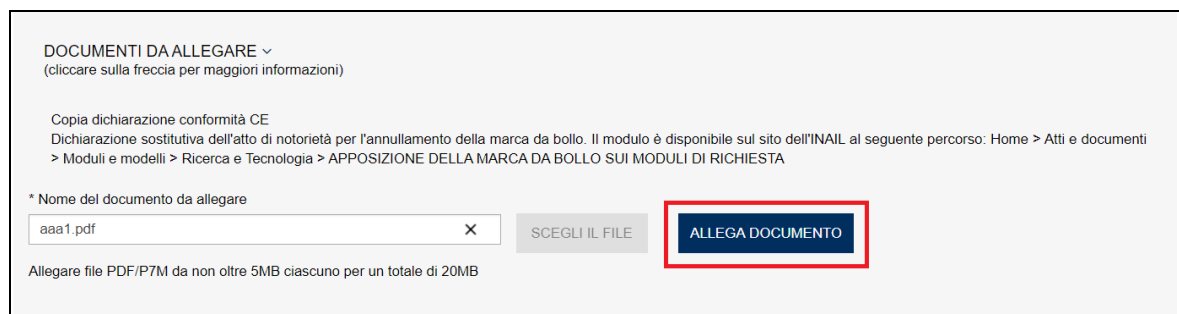 DOCUMENTI DA ALLEGARE
(cliccare sulla freccia per maggiori informazioni)
Copia dichiarazione conformità CE
Dichiarazione sostitutiva dell'atto di notorietà per l'annullamento della marca da bollo. Il modulo è disponibile sul sito dell'INAIL al seguente percorso: Home > Atti e documenti
> Moduli e modelli > Ricerca e Tecnologia > APPOSIZIONE DELLA MARCA DA BOLLO SUI MODULI DI RICHIESTA
* Nome del documento da allegare
aaa1.pdf
SCEGLI IL FILE
ALLEGA DOCUMENTO
Allegare file PDF/P7M da non oltre 5MB ciascuno per un totale di 20MB